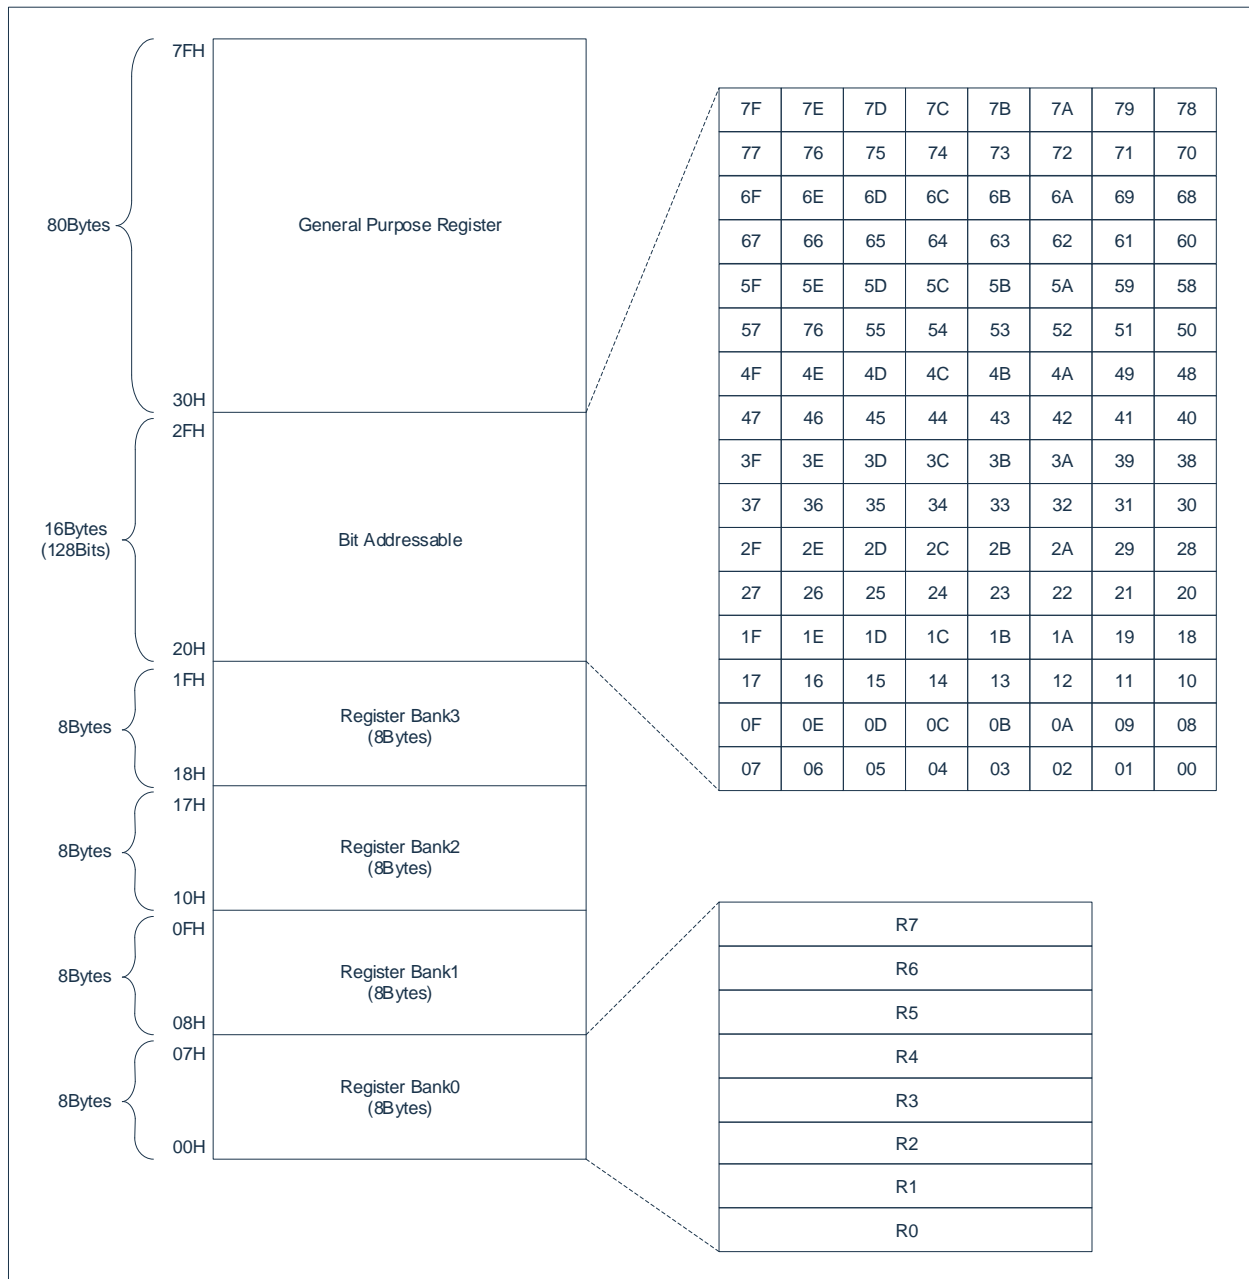 7FH
80Bytes
General Purpose Register
30H
2FH
16Bytes
(128Bits)
Bit Addressable
20H
1FH
8Bytes
Register Bank3
(8Bytes)
18H
17H
8Bytes
Register Bank2
(8Bytes)
10H
0FH
8Bytes
Register Bank1
(8Bytes)
08H
07H
8Bytes
Register Bank0
(8Bytes)
00H
7F 7E 7D 7C 7B 7A 79 78
77 76 75 74 73 72 71 70
6F 6E 6D 6C 6B 6A 69 68
67 66 65 64 63 62 61 60
5F 5E 5D 5C 5B 5A 59 58
57 76 55 54 53 52 51 50
4F 4E 4D 4C 4B 4A 49 48
47 46 45 44 43 42 41 40
3F 3E 3D 3C 3B 3A 39 38
37 36 35 34 33 32 31 30
2F 2E 2D 2C 2B 2A 29 28
27 26 25 24 23 22 21 20
1F 1E 1D 1C 1B 1A 19 18
17 16 15 14 13 12 11 10
0F 0E 0D 0C 0B 0A 09 08
07 06 05 04 03 02 01 00
R7
R6
R5
R4
R3
R2
R1
R0